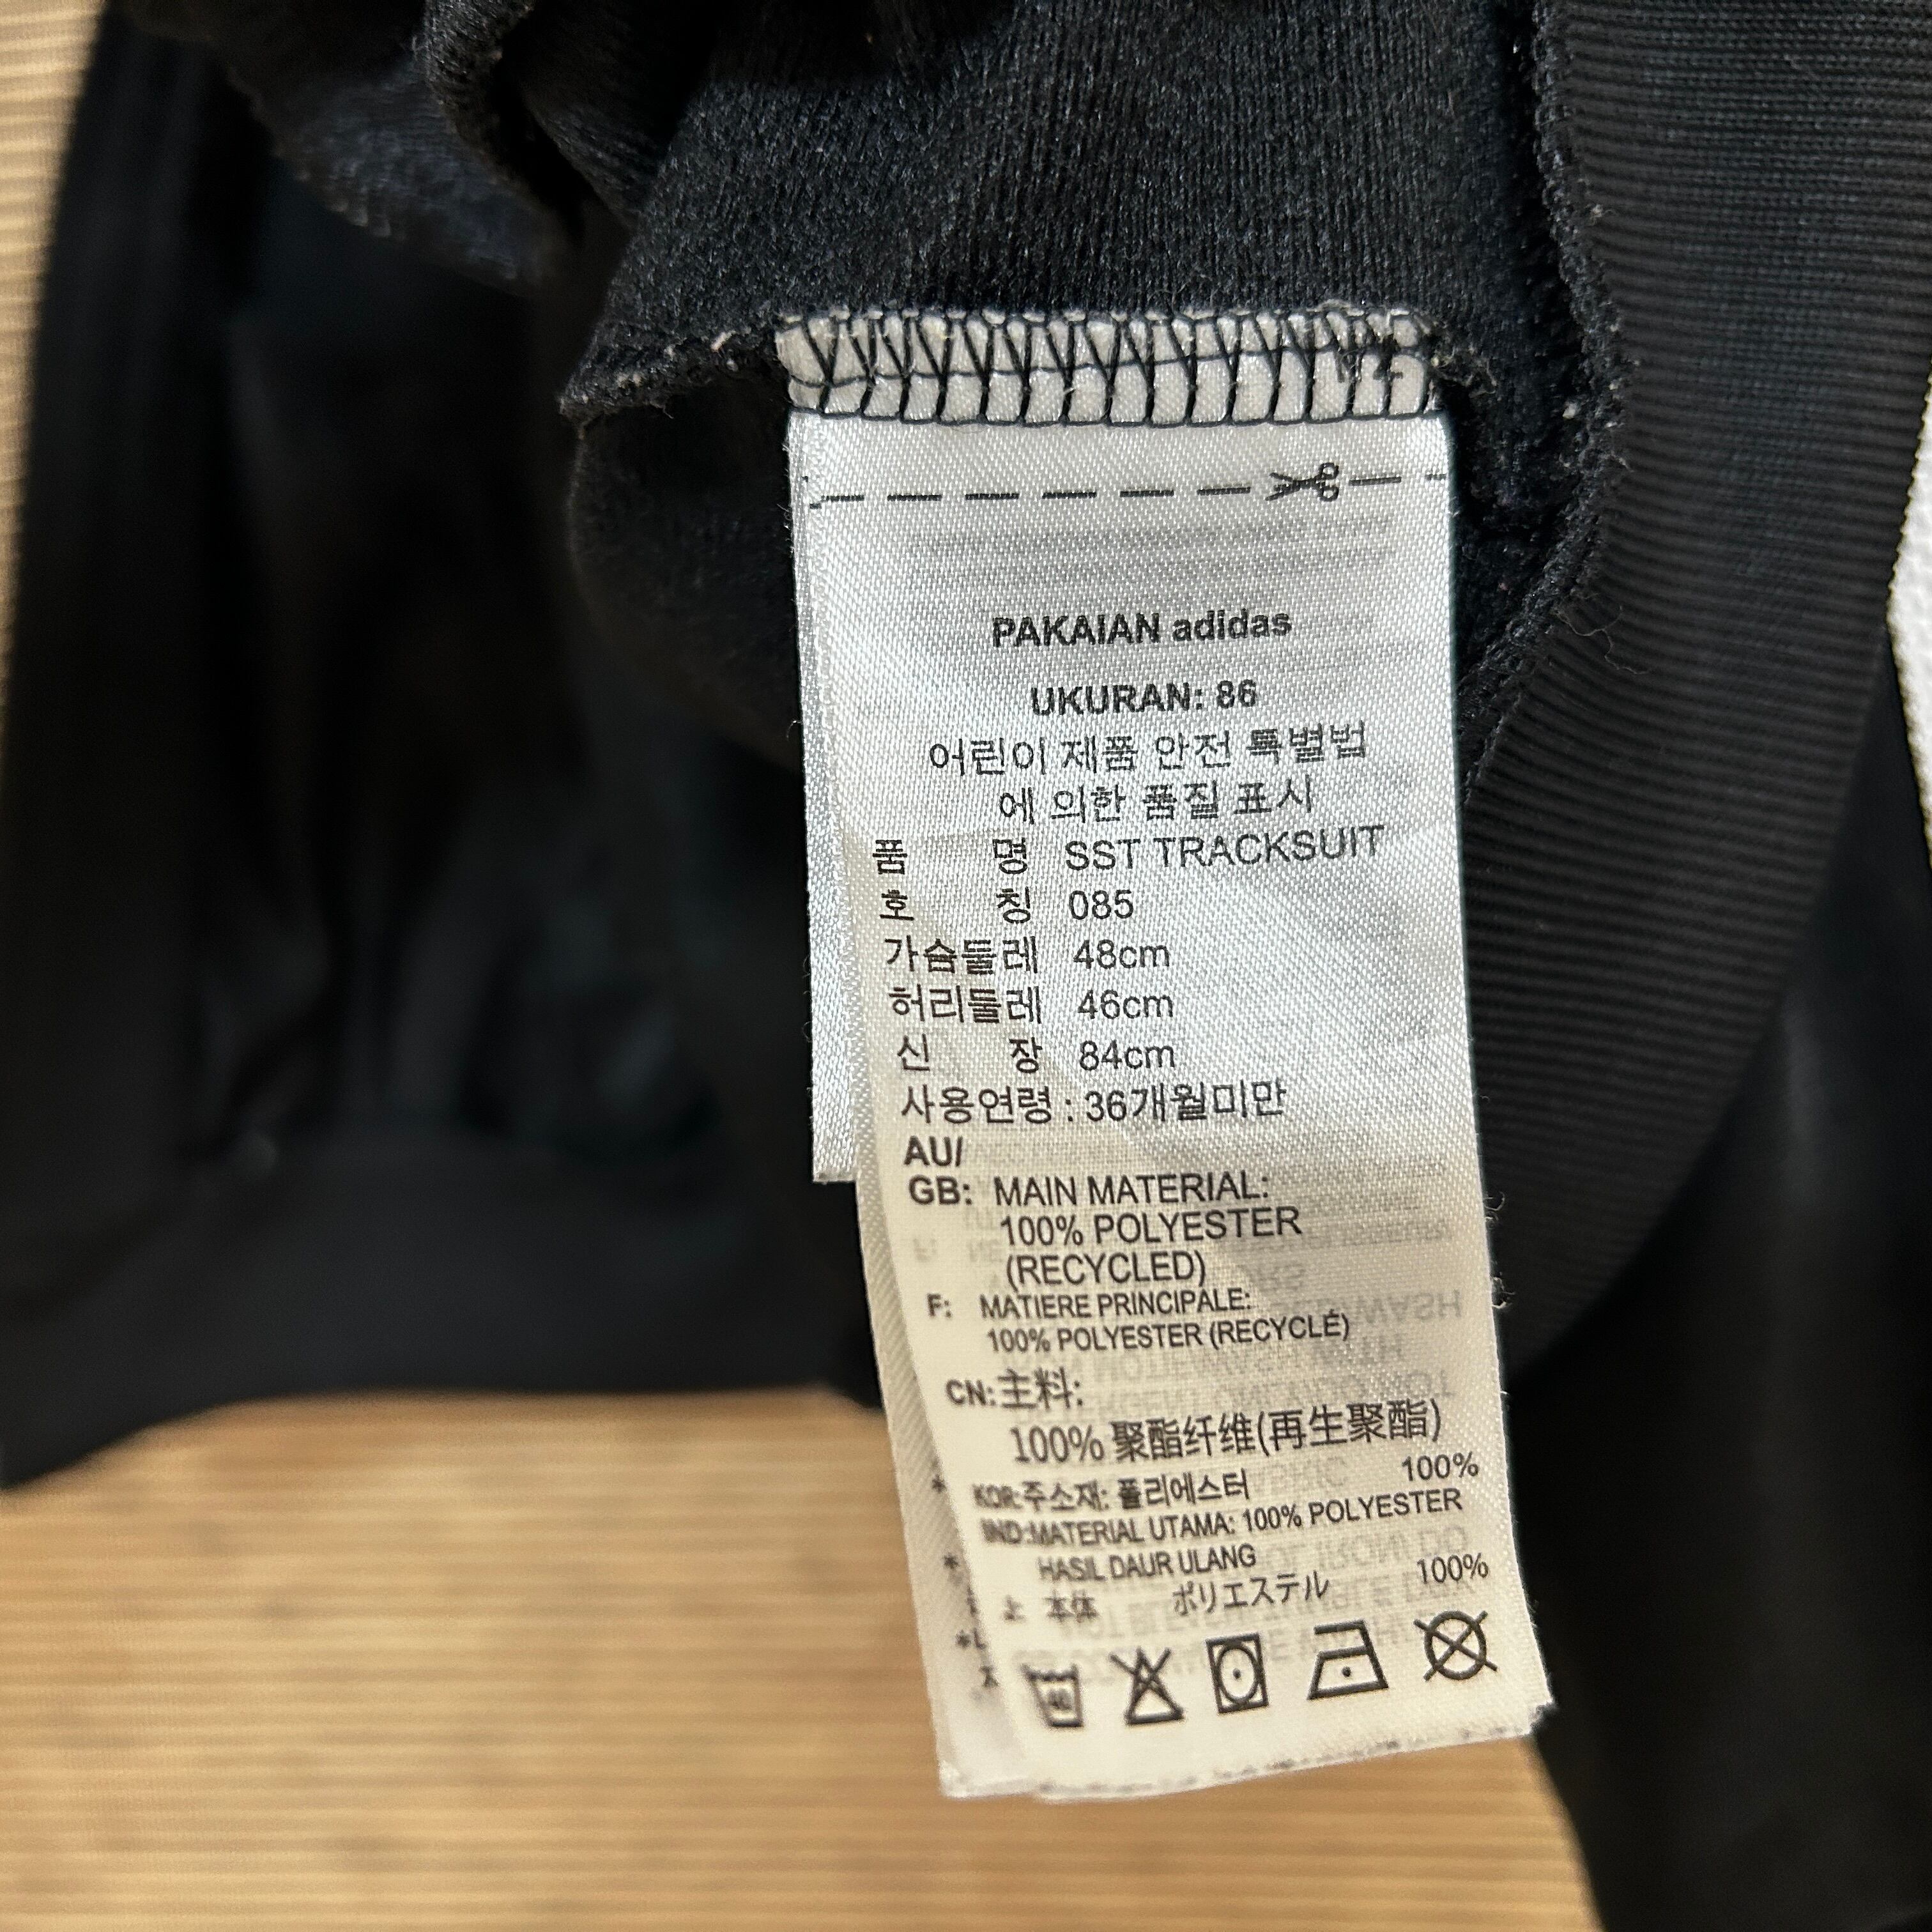 PAKAIAN adidas
UKURAN: 86
어린이 제품 안전 특별법
에 의한 품질 표시
품 명 SST TRACKSUIT
호 칭 085
가슴둘레 48cm
허리둘레 46cm
신 장 84cm
사용연령 : 36개월미만
AU/
GB: MAIN MATERIAL:
100% POLYESTER
(RECYCLED)
F: MATIERE PRINCIPALE:
100% POLYESTER (RECYCLÉ)
CN:主料:
100% 聚酯纤维(再生聚酯)
KOR:주소재: 폴리에스터 100%
IND:MATERIAL UTAMA: 100% POLYESTER
HASIL DAUR ULANG
上 本体 ポリエステル 100%
40